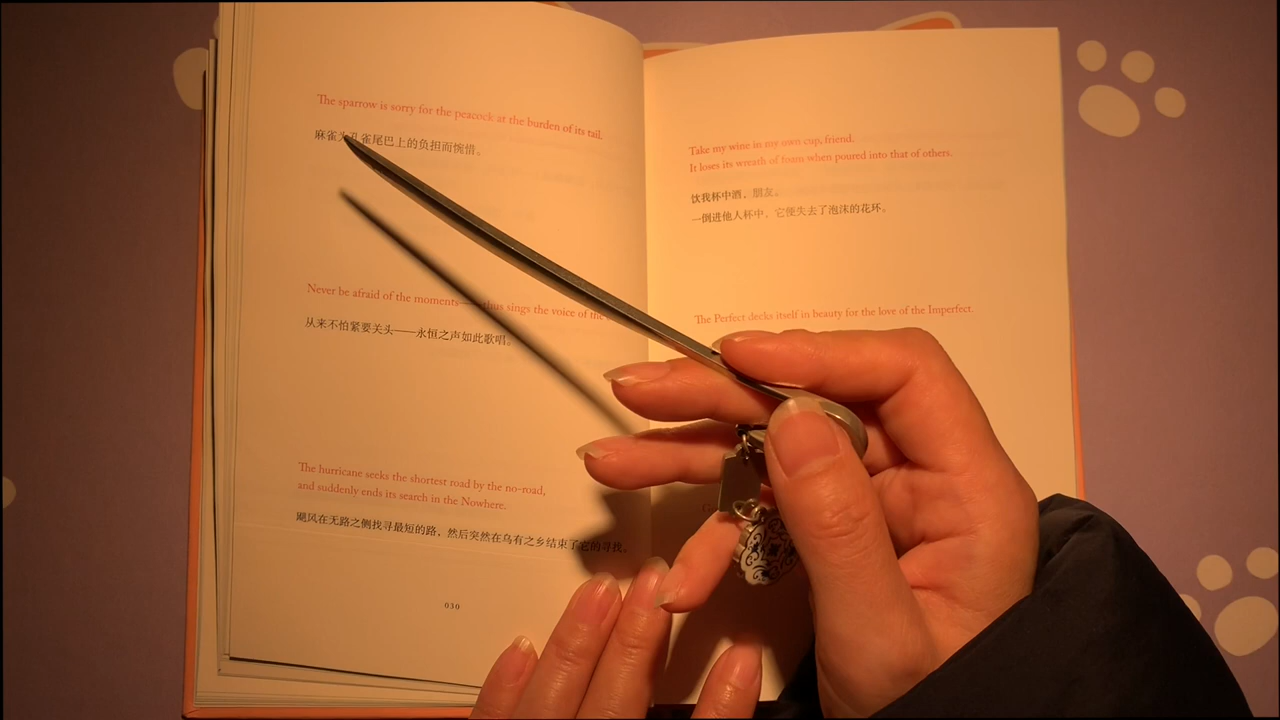 The sparrow is sorry for the peacock at the burden of its tail.
麻雀为孔雀尾巴上的负担而惋惜。
Never be afraid of the moments— thus sings the voice of the
从来不怕紧要关头——永恒之声如此歌唱。
The hurricane seeks the shortest road by the no-road,
and suddenly ends its search in the Nowhere.
飓风在无路之侧找寻最短的路，然后突然在乌有之乡结束了它的寻找。
030
Take my wine in my own cup, friend.
It loses its wreath of foam when poured into that of others.
饮我杯中酒，朋友。
一倒进他人杯中，它便失去了泡沫的花环。
The Perfect decks itself in beauty for the love of the Imperfect.